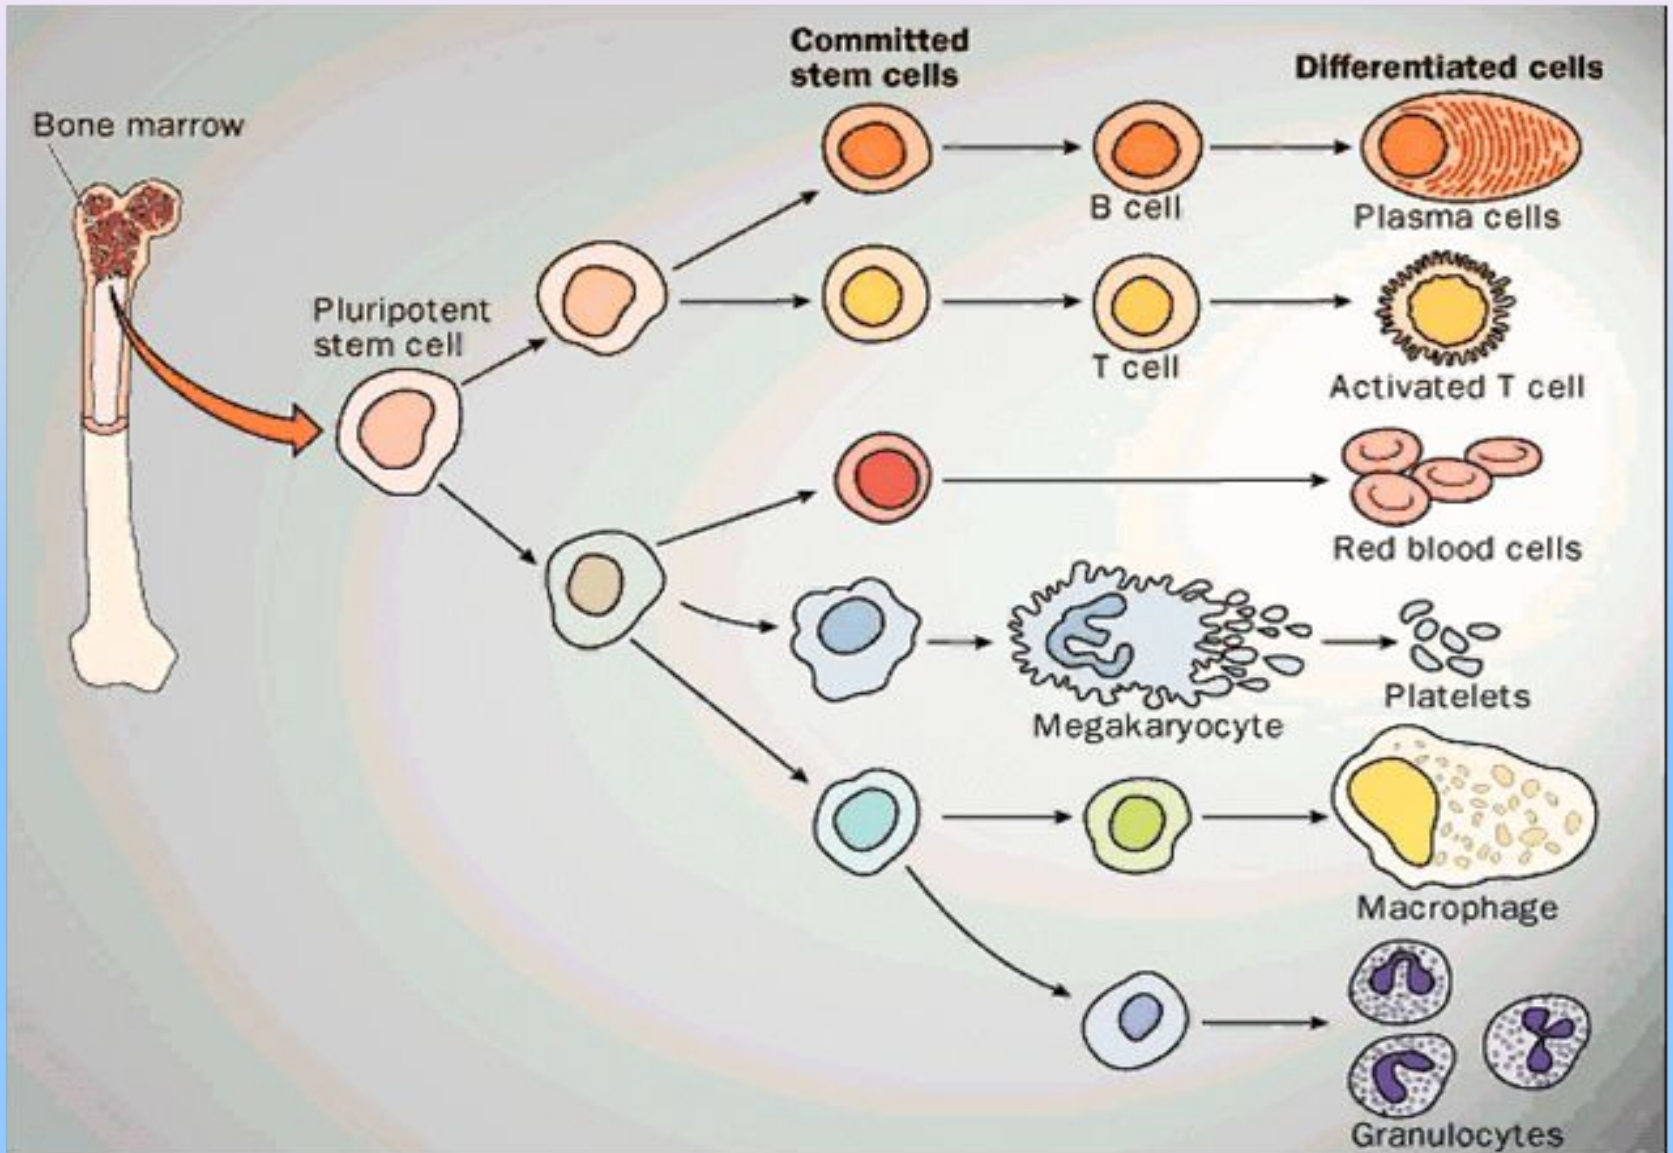 Committed
stem cells
Differentiated cells
Bone marrow
B cell
Plasma cells
Pluripotent
stem cell
T cell
Activated T cell
Red blood cells
Platelets
Megakaryocyte
Macrophage
Granulocytes